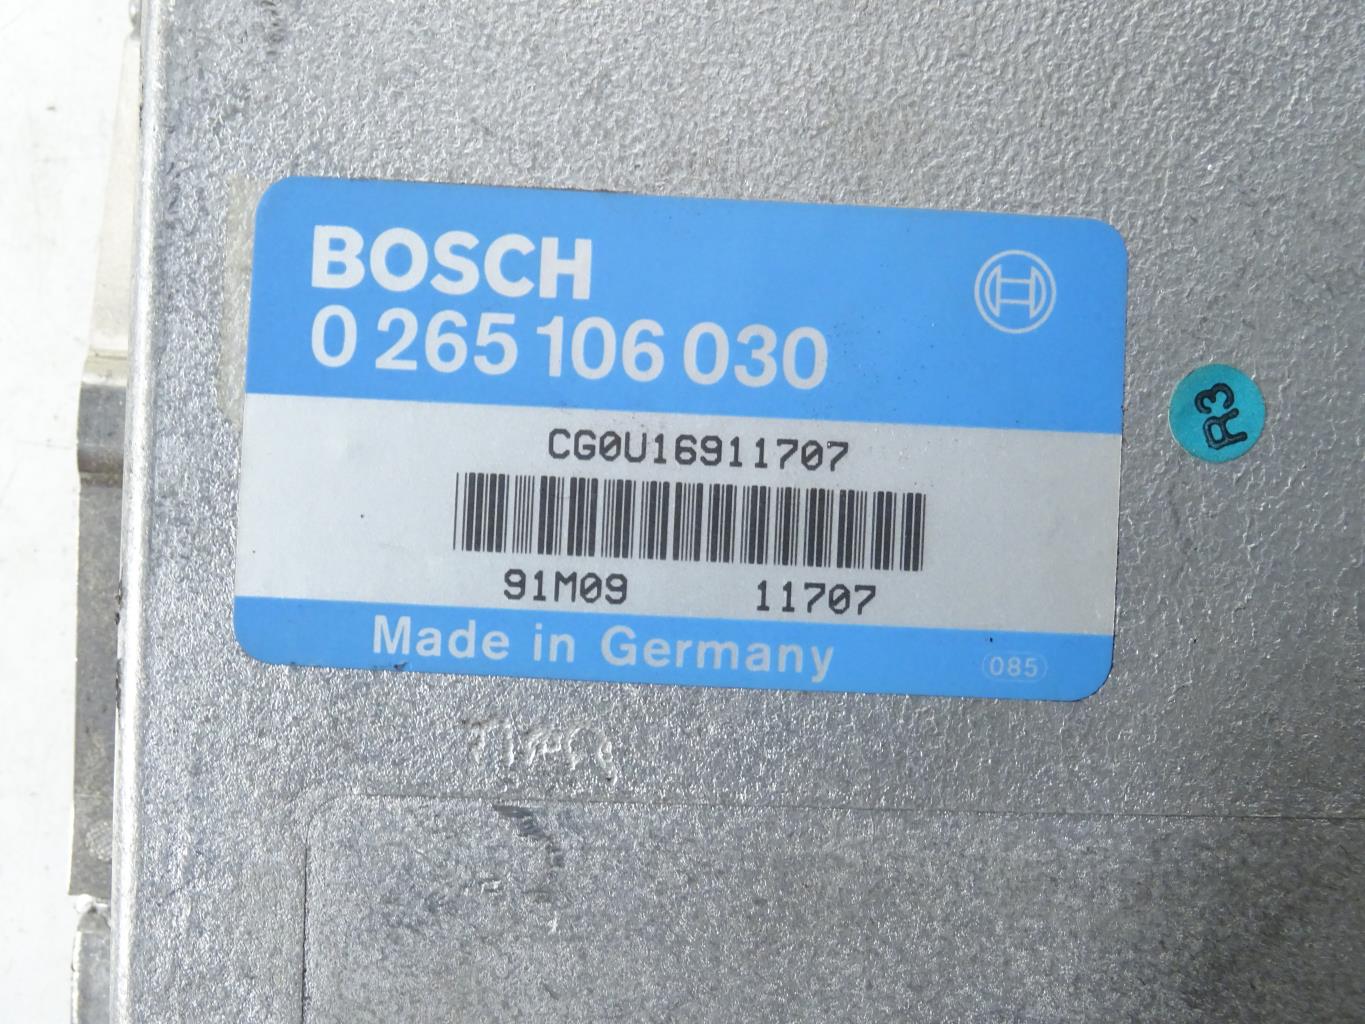 BOSCH
0 265 106 030
CG0U16911707
91M09 11707
Made in Germany
085
R3